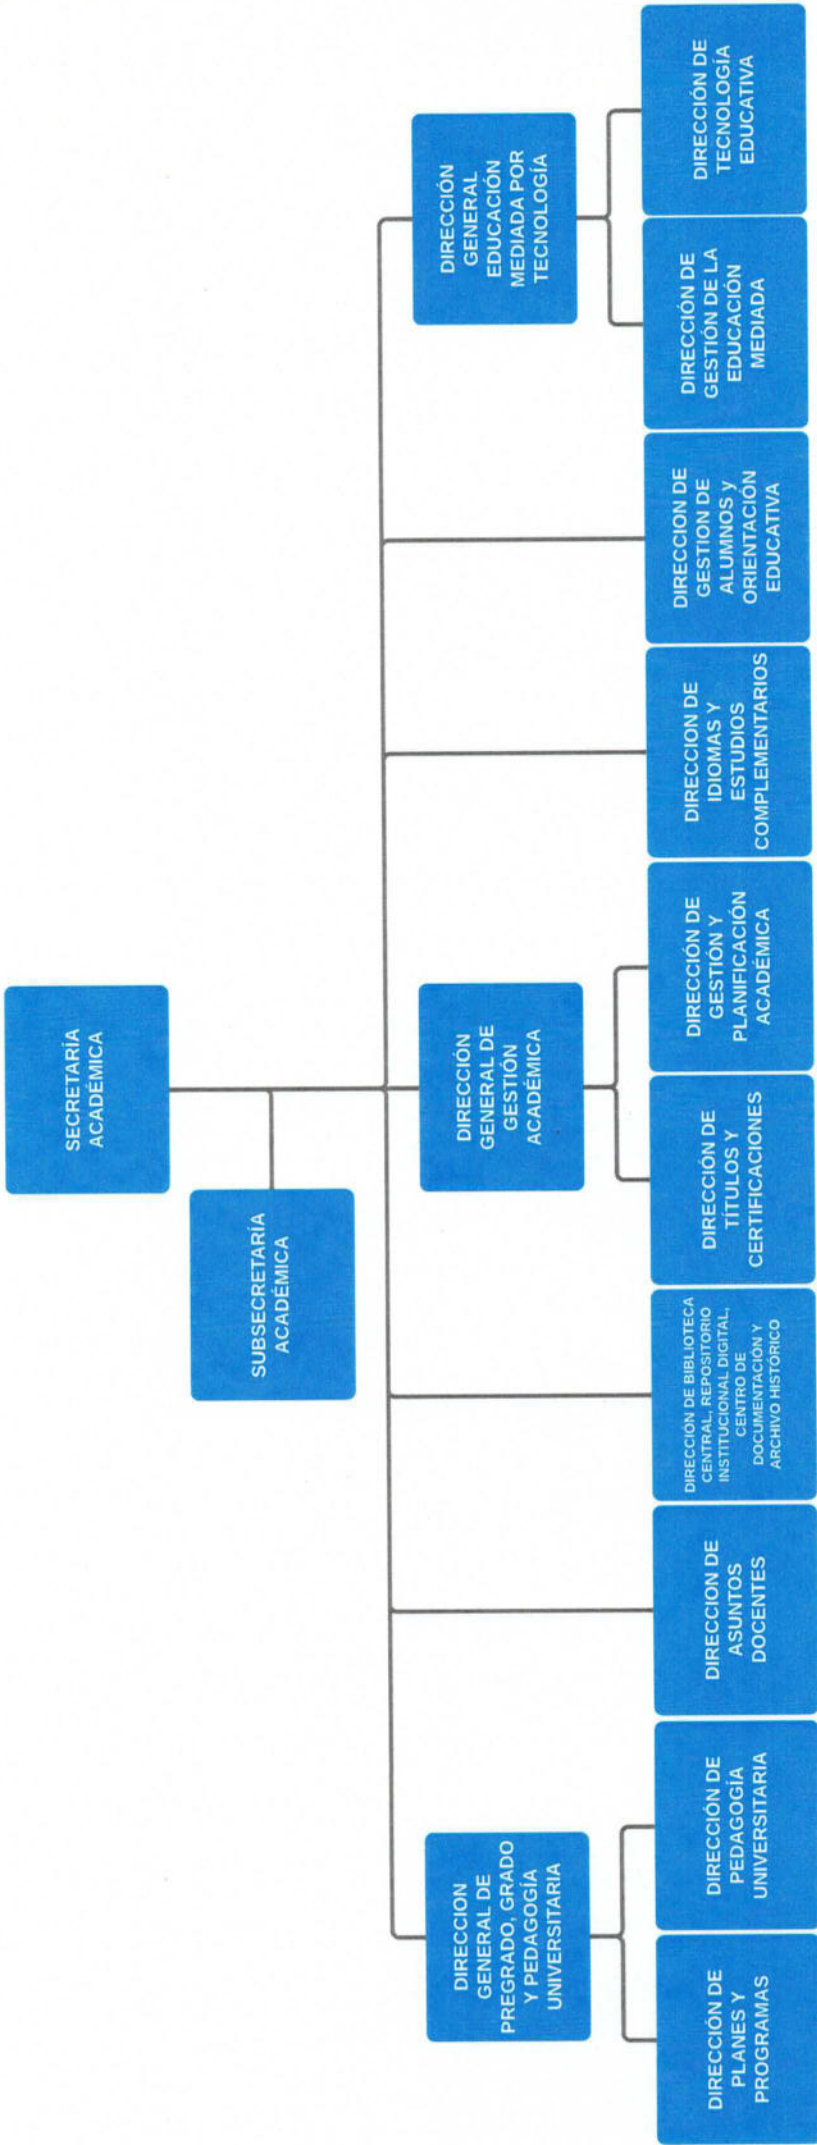 SECRETARÍA
ACADÉMICA
SUBSECRETARÍA
ACADÉMICA
DIRECCION
GENERAL DE
PREGRADO, GRADO
Y PEDAGOGÍA
UNIVERSITARIA
DIRECCIÓN
GENERAL DE
GESTIÓN
ACADÉMICA
DIRECCIÓN
GENERAL
EDUCACIÓN
MEDIADA POR
TECNOLOGÍA
DIRECCIÓN DE
PLANES Y
PROGRAMAS
DIRECCIÓN DE
PEDAGOGÍA
UNIVERSITARIA
DIRECCION DE
ASUNTOS
DOCENTES
DIRECCIÓN DE BIBLIOTECA
CENTRAL, REPOSITORIO
INSTITUCIONAL DIGITAL,
CENTRO DE
DOCUMENTACIÓN Y
ARCHIVO HISTÓRICO
DIRECCIÓN DE
TÍTULOS Y
CERTIFICACIONES
DIRECCIÓN DE
GESTIÓN Y
PLANIFICACIÓN
ACADÉMICA
DIRECCION DE
IDIOMAS Y
ESTUDIOS
COMPLEMENTARIOS
DIRECCION DE
GESTION DE
ALUMNOS y
ORIENTACIÓN
EDUCATIVA
DIRECCIÓN DE
GESTIÓN DE LA
EDUCACIÓN
MEDIADA
DIRECCIÓN DE
TECNOLOGÍA
EDUCATIVA